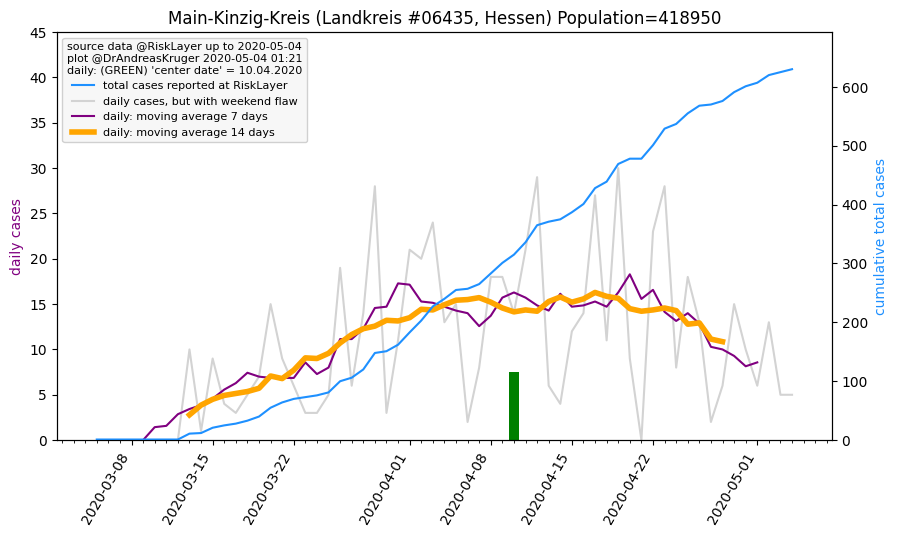 Main-Kinzig-Kreis (Landkreis #06435, Hessen) Population=418950
source data @RiskLayer up to 2020-05-04
plot @DrAndreasKruger 2020-05-04 01:21
daily: (GREEN) 'center date' = 10.04.2020
total cases reported at RiskLayer
daily cases, but with weekend flaw
daily: moving average 7 days
daily: moving average 14 days
daily cases
45
40
35
30
25
20
15
10
5
0
cumulative total cases
600
500
400
300
200
100
0
2020-03-08
2020-03-15
2020-03-22
2020-04-01
2020-04-08
2020-04-15
2020-04-22
2020-05-01